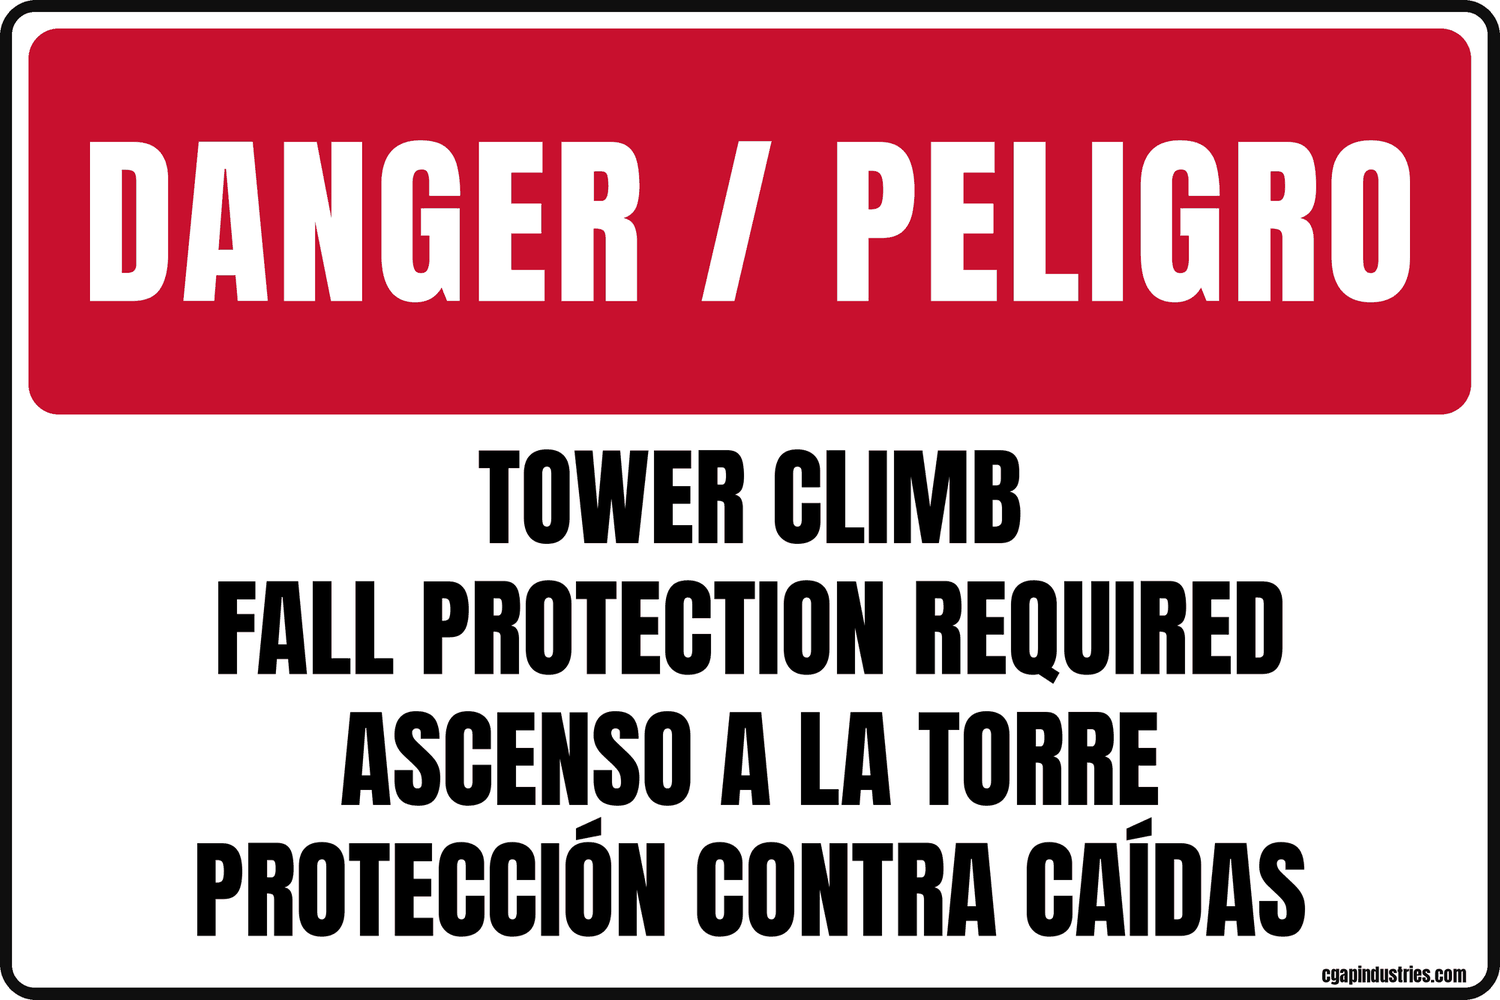 DANGER / PELIGRO
TOWER CLIMB
FALL PROTECTION REQUIRED
ASCENSO A LA TORRE
PROTECCIÓN CONTRA CAÍDAS
cgapindustries.com